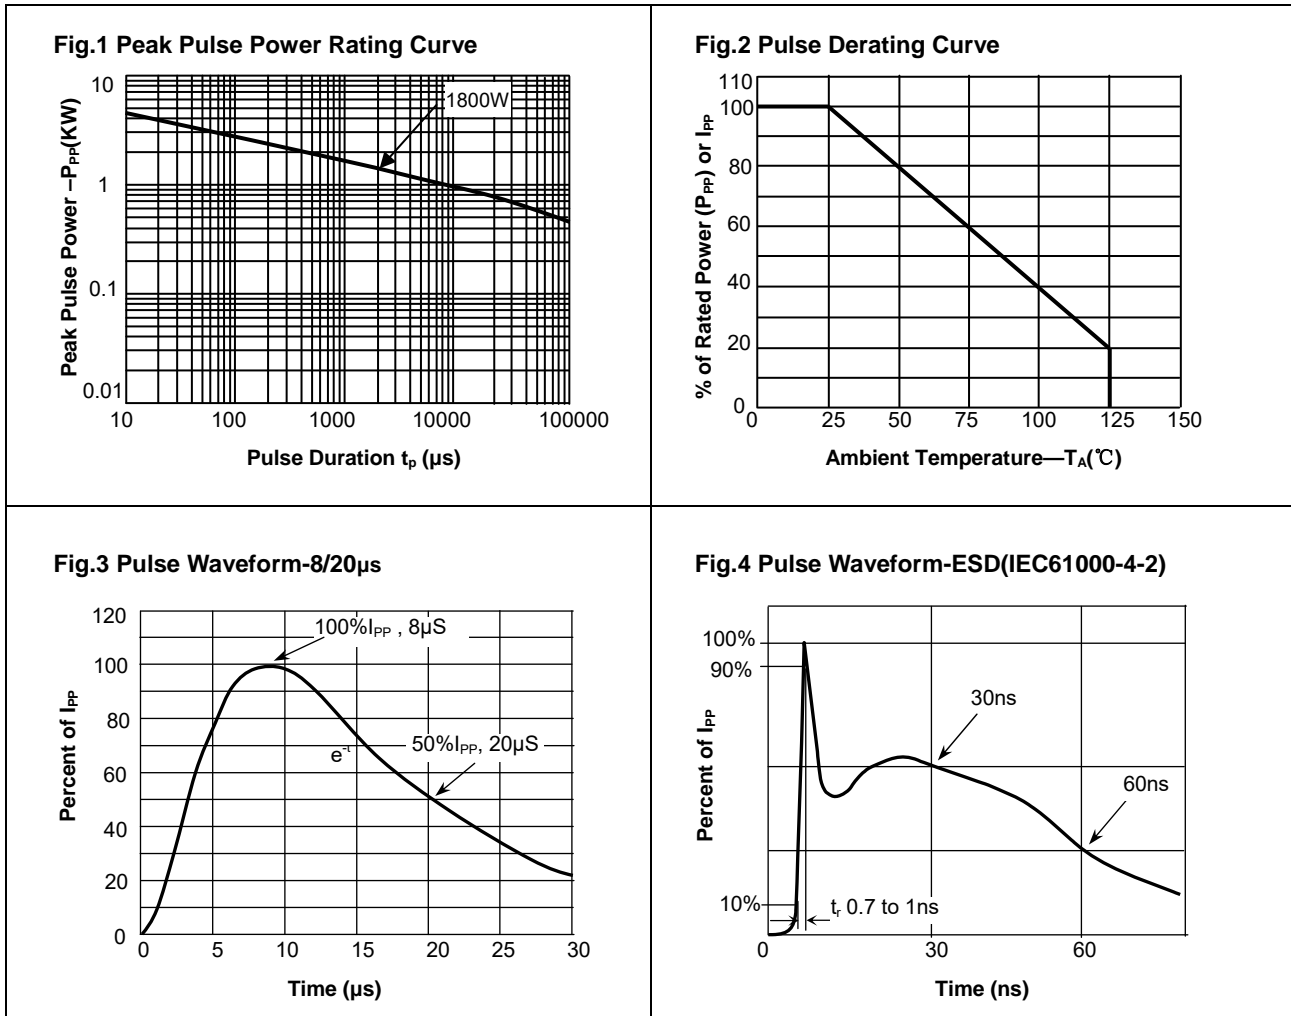 Fig.1 Peak Pulse Power Rating Curve
Peak Pulse Power –PPP(KW)
10
1
0.1
0.01
1800W
10 100 1000 10000 100000
Pulse Duration tp (µs)
Fig.2 Pulse Derating Curve
% of Rated Power (PPP) or IPP
110
100
80
60
40
20
0
0 25 50 75 100 125 150
Ambient Temperature—TA(℃)
Fig.3 Pulse Waveform-8/20µs
Percent of IPP
120
100
80
60
40
20
0
100%IPP , 8µS
e-t
50%IPP, 20µS
0 5 10 15 20 25 30
Time (µs)
Fig.4 Pulse Waveform-ESD(IEC61000-4-2)
Percent of IPP
100%
90%
10%
30ns
60ns
tr 0.7 to 1ns
0 30 60
Time (ns)